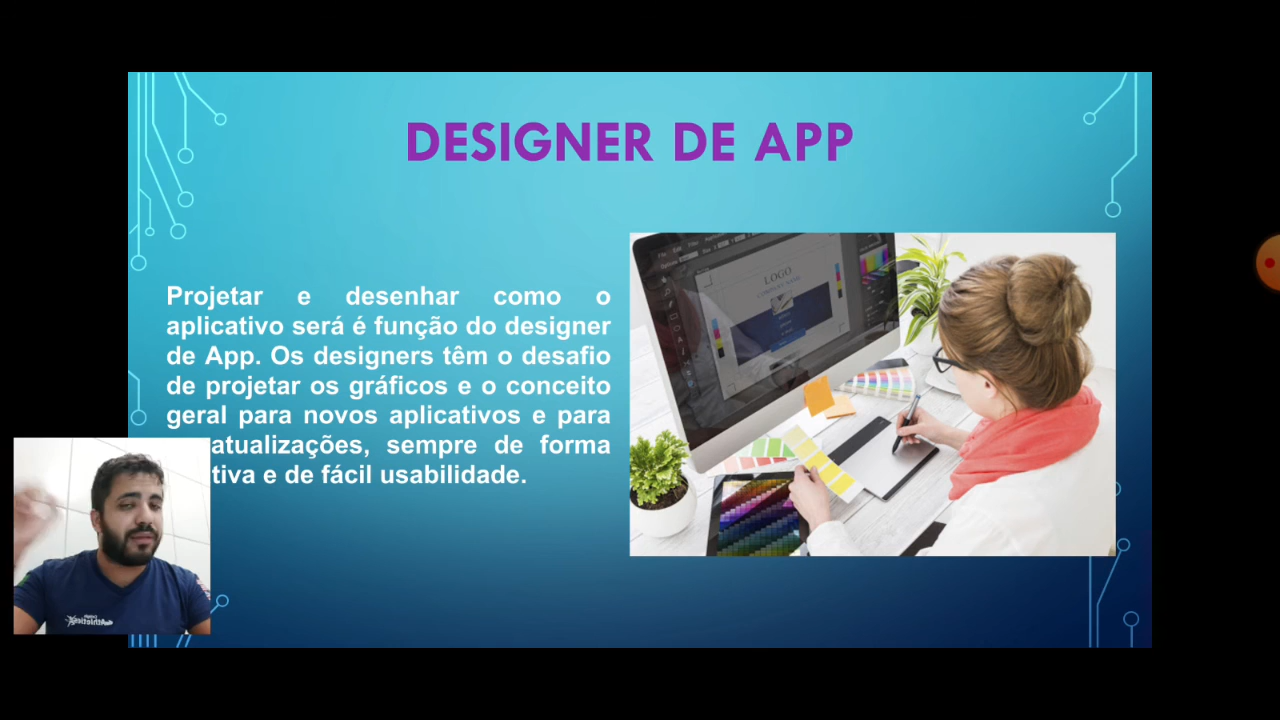 DESIGNER DE APP
Projetar e desenhar como o
aplicativo será é função do designer
de App. Os designers têm o desafio
de projetar os gráficos e o conceito
geral para novos aplicativos e para
atualizações, sempre de forma
e de fácil usabilidade.
LOGO